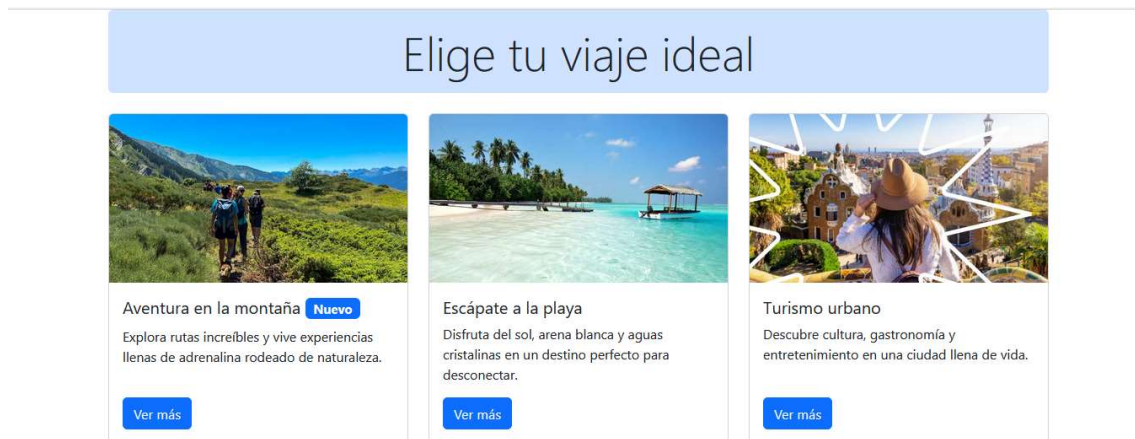 Elige tu viaje ideal
Aventura en la montaña Nuevo
Explora rutas increíbles y vive experiencias
llenas de adrenalina rodeado de naturaleza.
Ver más
Escápate a la playa
Disfruta del sol, arena blanca y aguas
cristalinas en un destino perfecto para
desconectar.
Ver más
Turismo urbano
Descubre cultura, gastronomía y
entretenimiento en una ciudad llena de vida.
Ver más